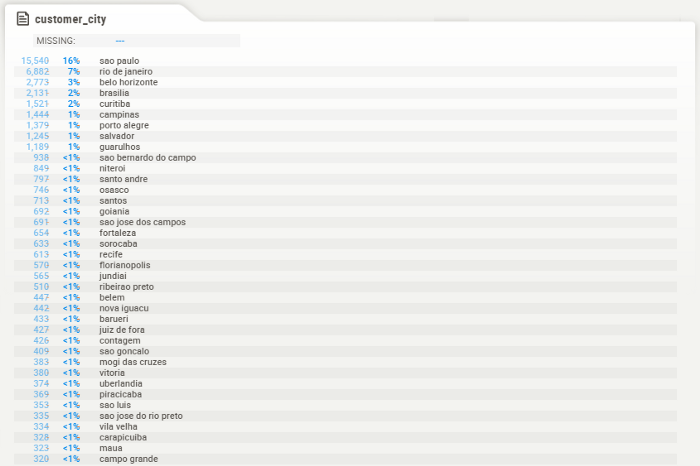 customer_city
MISSING: ---
15,540 16% sao paulo
6,882 7% rio de janeiro
2,773 3% belo horizonte
2,131 2% brasilia
1,521 2% curitiba
1,444 1% campinas
1,379 1% porto alegre
1,245 1% salvador
1,189 1% guarulhos
938 <1% sao bernardo do campo
849 <1% niteroi
797 <1% santo andre
746 <1% osasco
713 <1% santos
692 <1% goiania
691 <1% sao jose dos campos
654 <1% fortaleza
633 <1% sorocaba
613 <1% recife
570 <1% florianopolis
565 <1% jundiai
510 <1% ribeirao preto
447 <1% belem
442 <1% nova iguacu
433 <1% barueri
427 <1% juiz de fora
426 <1% contagem
409 <1% sao goncalo
383 <1% mogi das cruzes
380 <1% vitoria
374 <1% uberlandia
369 <1% piracicaba
353 <1% sao luis
335 <1% sao jose do rio preto
334 <1% vila velha
328 <1% carapicuiba
323 <1% maua
320 <1% campo grande